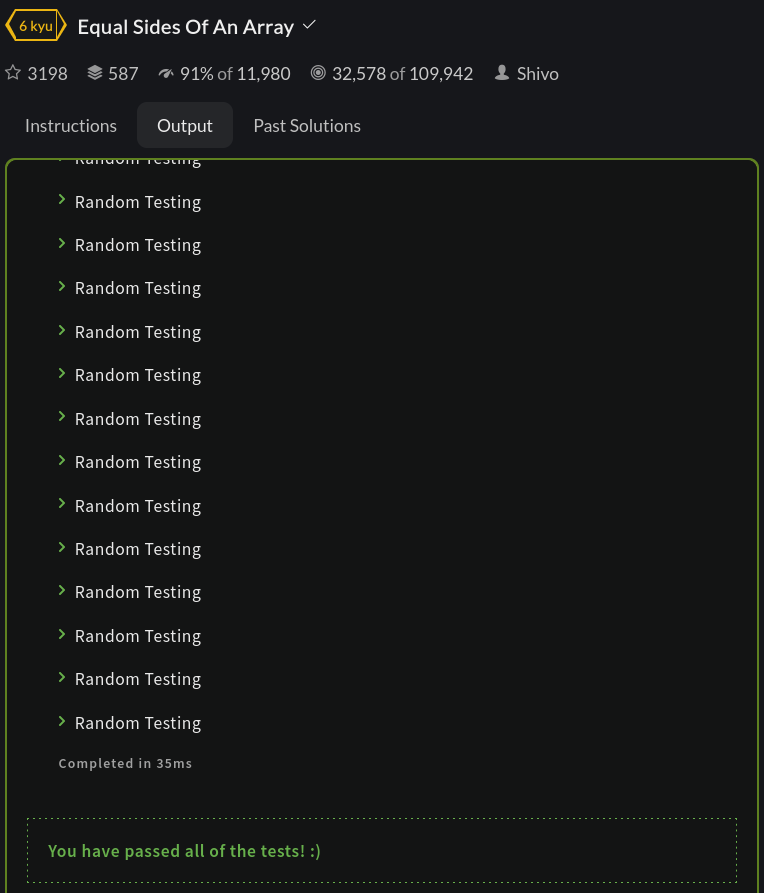 6 kyu Equal Sides Of An Array
3198 587 91% of 11,980 32,578 of 109,942 Shivo
Instructions Output Past Solutions
Random Testing
Random Testing
Random Testing
Random Testing
Random Testing
Random Testing
Random Testing
Random Testing
Random Testing
Random Testing
Random Testing
Random Testing
Random Testing
Random Testing
Completed in 35ms
You have passed all of the tests! :)